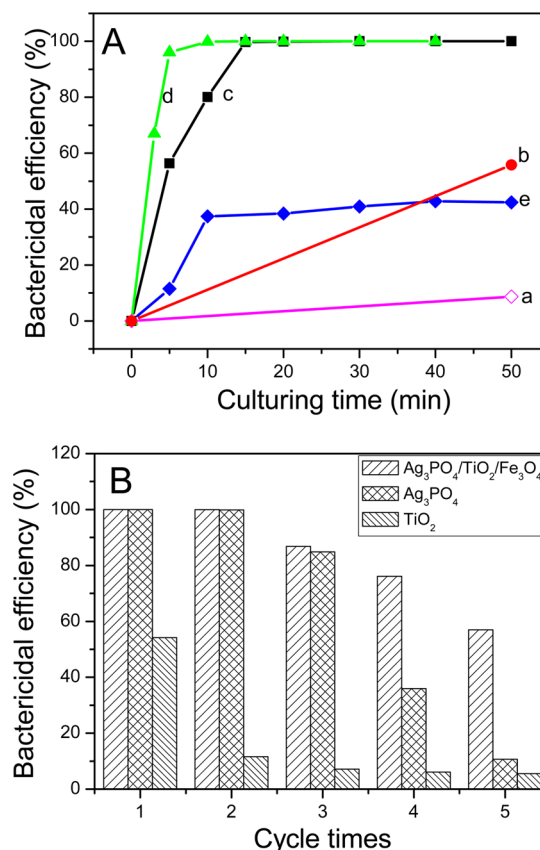 A
Bactericidal efficiency (%)
100
80
60
40
20
0
d
c
b
e
a
0 10 20 30 40 50
Culturing time (min)
B
Bactericidal efficiency (%)
120
100
80
60
40
20
0
Ag₃PO₄/TiO₂/Fe₃O₄
Ag₃PO₄
TiO₂
1 2 3 4 5
Cycle times